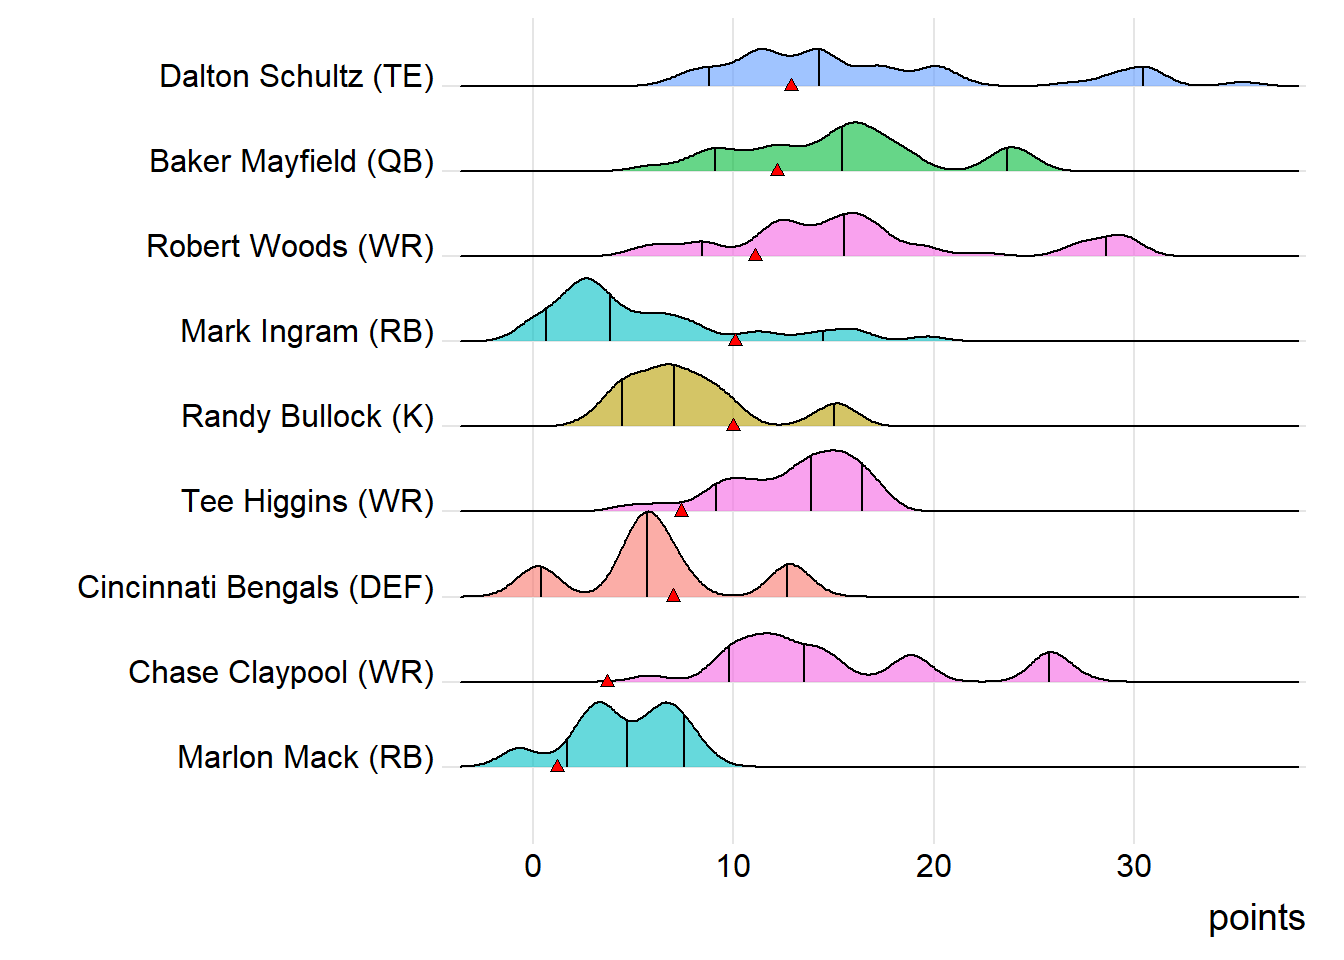 Dalton Schultz (TE)
Baker Mayfield (QB)
Robert Woods (WR)
Mark Ingram (RB)
Randy Bullock (K)
Tee Higgins (WR)
Cincinnati Bengals (DEF)
Chase Claypool (WR)
Marlon Mack (RB)
0 10 20 30
points